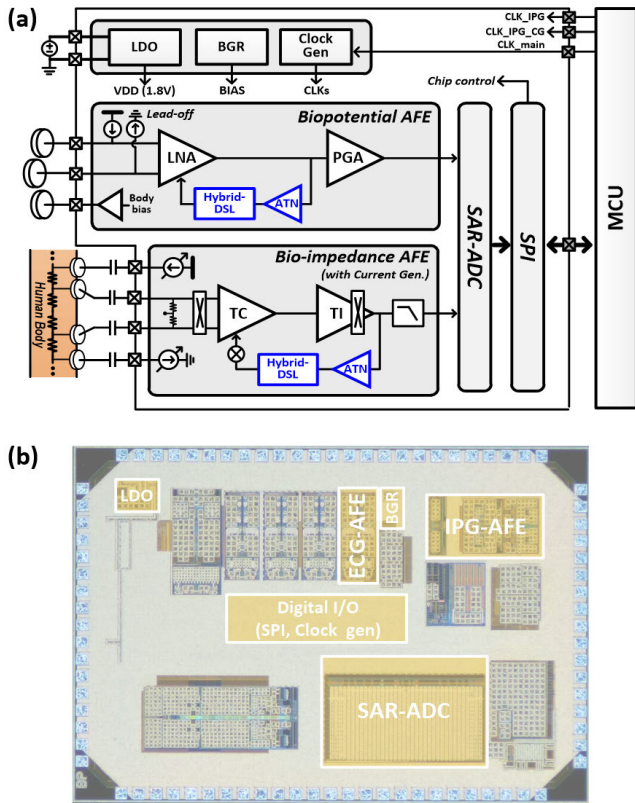 (a)
CLK_IPG
CLK_IPG_CG
CLK_main
LDO
BGR
Clock
Gen
VDD (1.8V)
BIAS
CLKs
Chip control
Lead-off
Biopotential AFE
LNA
PGA
Hybrid-
DSL
ATN
Body
bias
SAR-ADC
SPI
MCU
Bio-impedance AFE
(with Current Gen.)
Human Body
TC
TI
Hybrid-
DSL
ATN
(b)
LDO
ECG-AFE
BGR
IPG-AFE
Digital I/O
(SPI, Clock gen)
SAR-ADC
BP